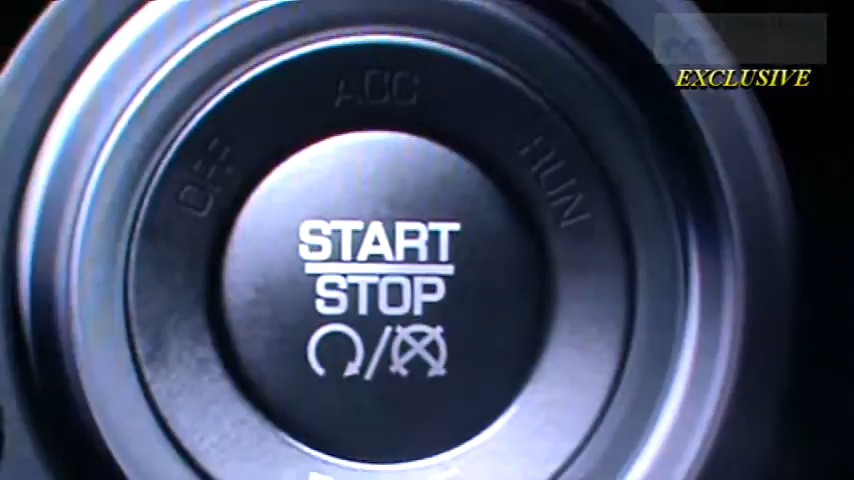 EXCLUSIVE
ACC
OFF
RUN
START
STOP